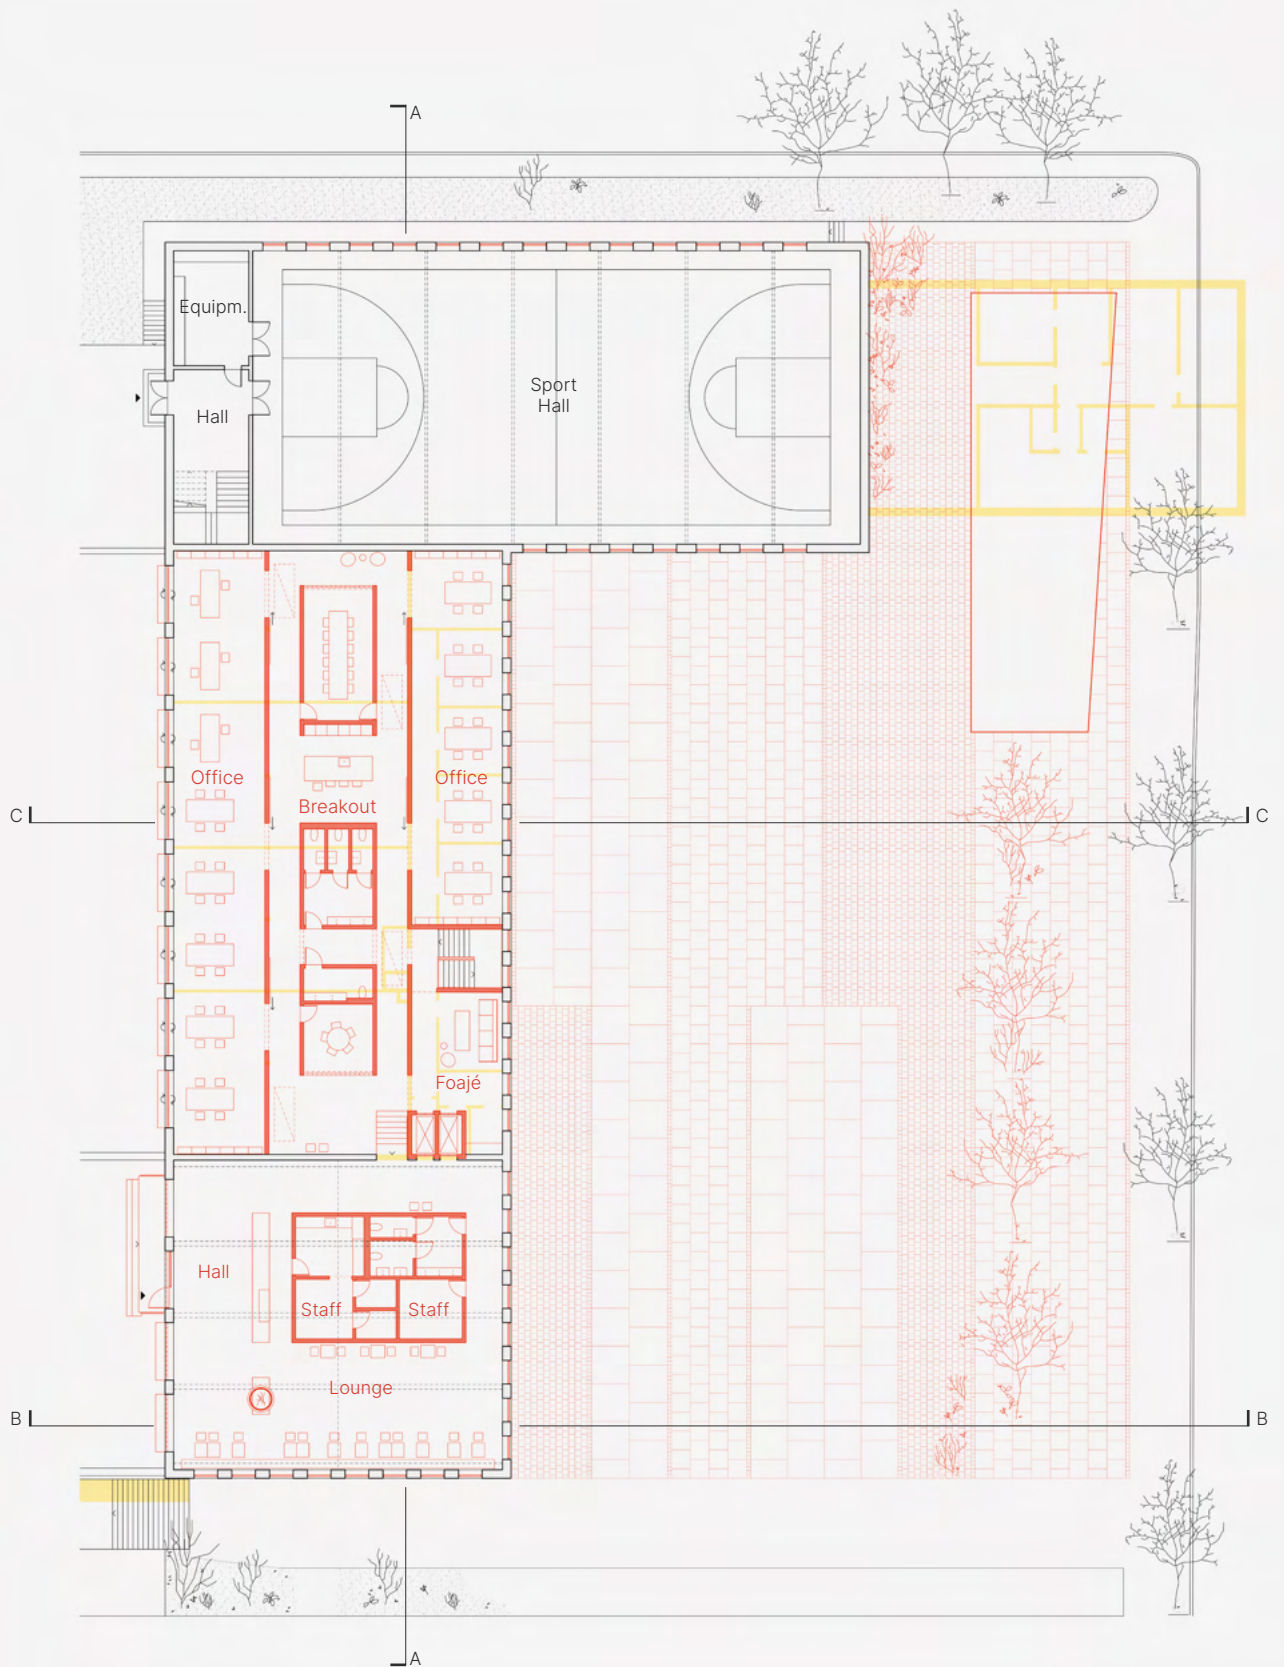 A
Equipm.
Sport
Hall
Hall
Office
Office
Breakout
C
C
Foajé
Hall
Staff
Staff
Lounge
B
B
A